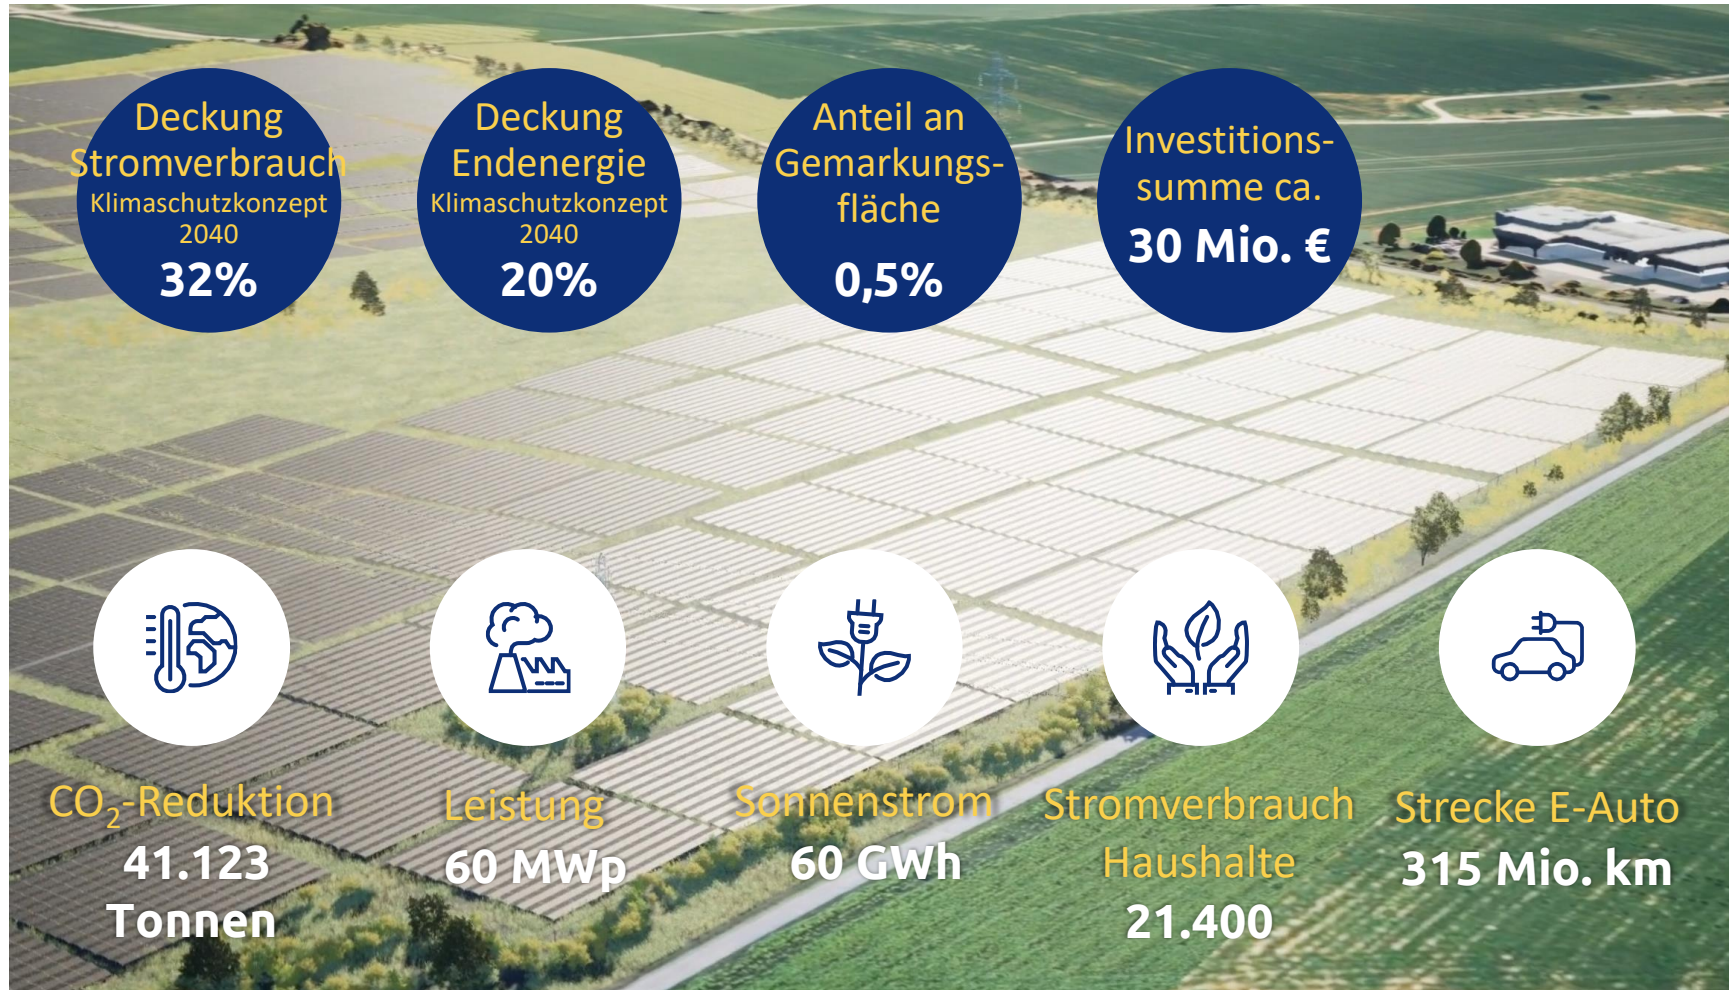 Deckung
Stromverbrauch
Klimaschutzkonzept
2040
32%
Deckung
Endenergie
Klimaschutzkonzept
2040
20%
Anteil an
Gemarkungs-
fläche
0,5%
Investitions-
summe ca.
30 Mio. €
CO₂-Reduktion
41.123
Tonnen
Leistung
60 MWp
Sonnenstrom
60 GWh
Stromverbrauch
Haushalte
21.400
Strecke E-Auto
315 Mio. km